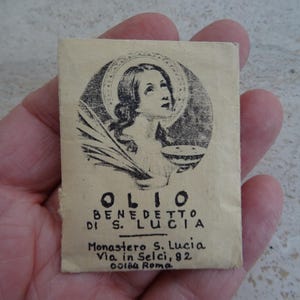 OLIO
BENEDETTO
DI S. LUCIA
Monastero S. Lucia
Via in Selci, 82
00184 Roma